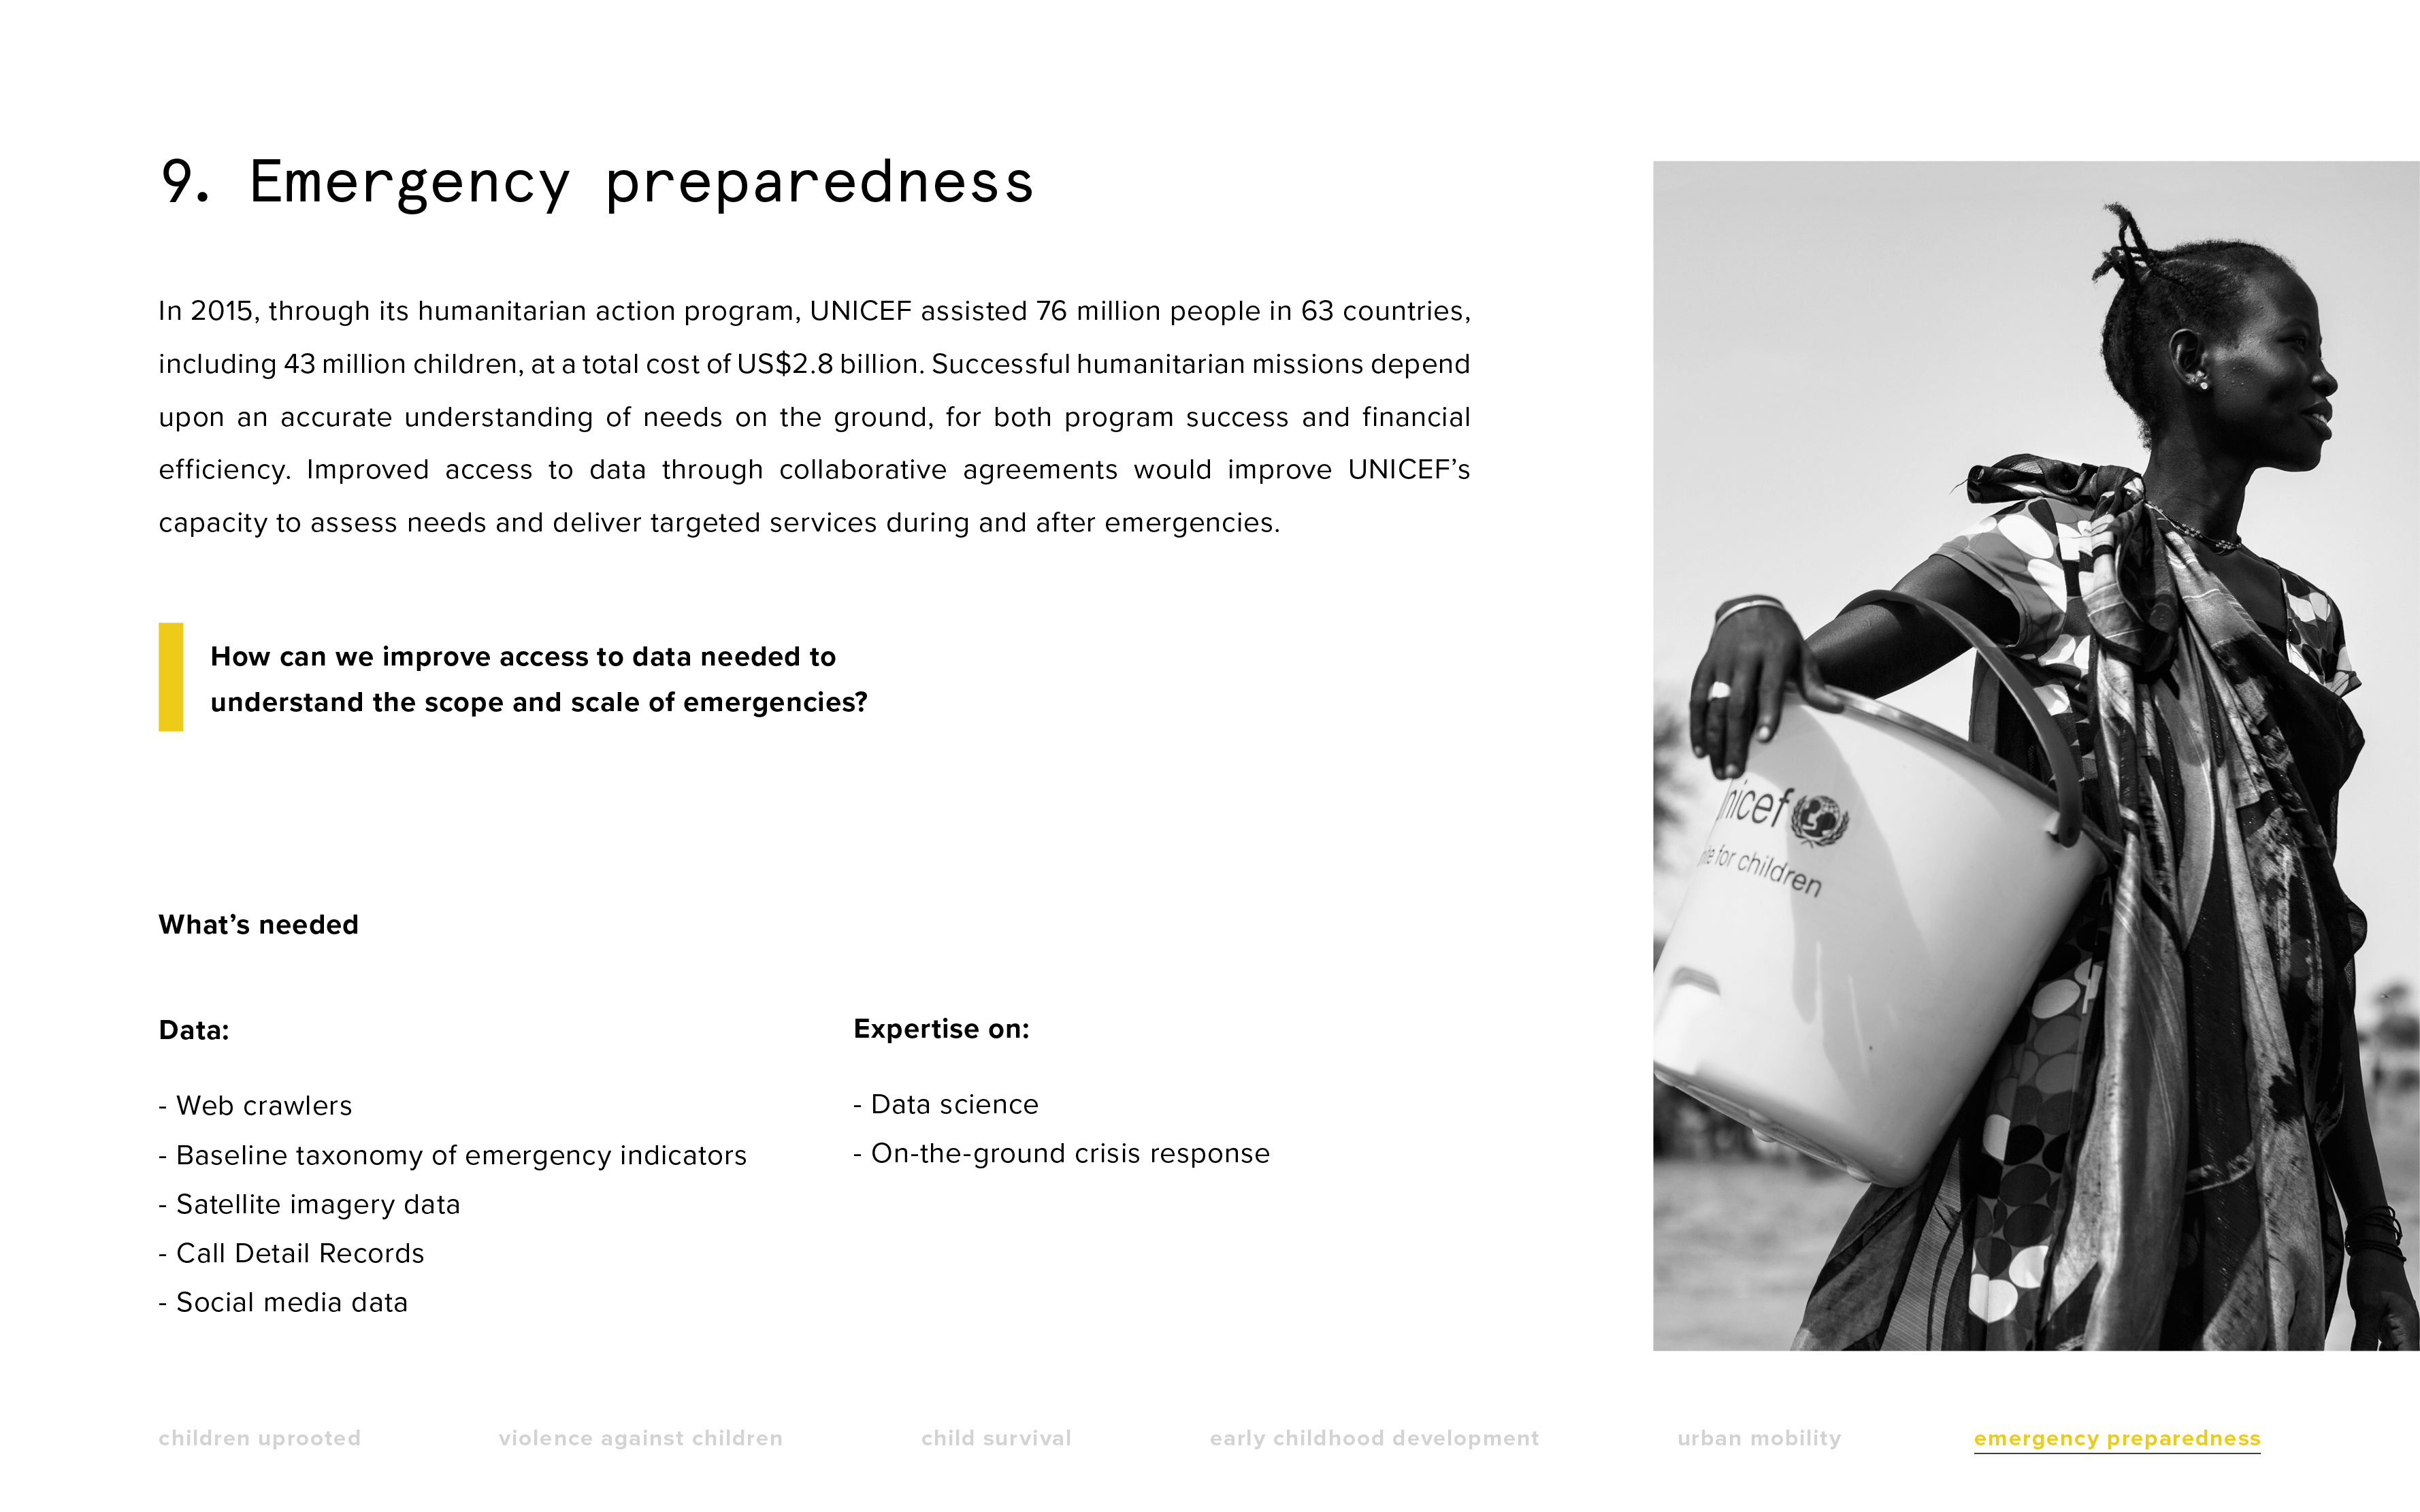 9. Emergency preparedness
In 2015, through its humanitarian action program, UNICEF assisted 76 million people in 63 countries,
including 43 million children, at a total cost of US$2.8 billion. Successful humanitarian missions depend
upon an accurate understanding of needs on the ground, for both program success and financial
efficiency. Improved access to data through collaborative agreements would improve UNICEF’s
capacity to assess needs and deliver targeted services during and after emergencies.
How can we improve access to data needed to
understand the scope and scale of emergencies?
What’s needed
Data:
- Web crawlers
- Baseline taxonomy of emergency indicators
- Satellite imagery data
- Call Detail Records
- Social media data
Expertise on:
- Data science
- On-the-ground crisis response
nicef
for children
children uprooted
violence against children
child survival
early childhood development
urban mobility
emergency preparedness